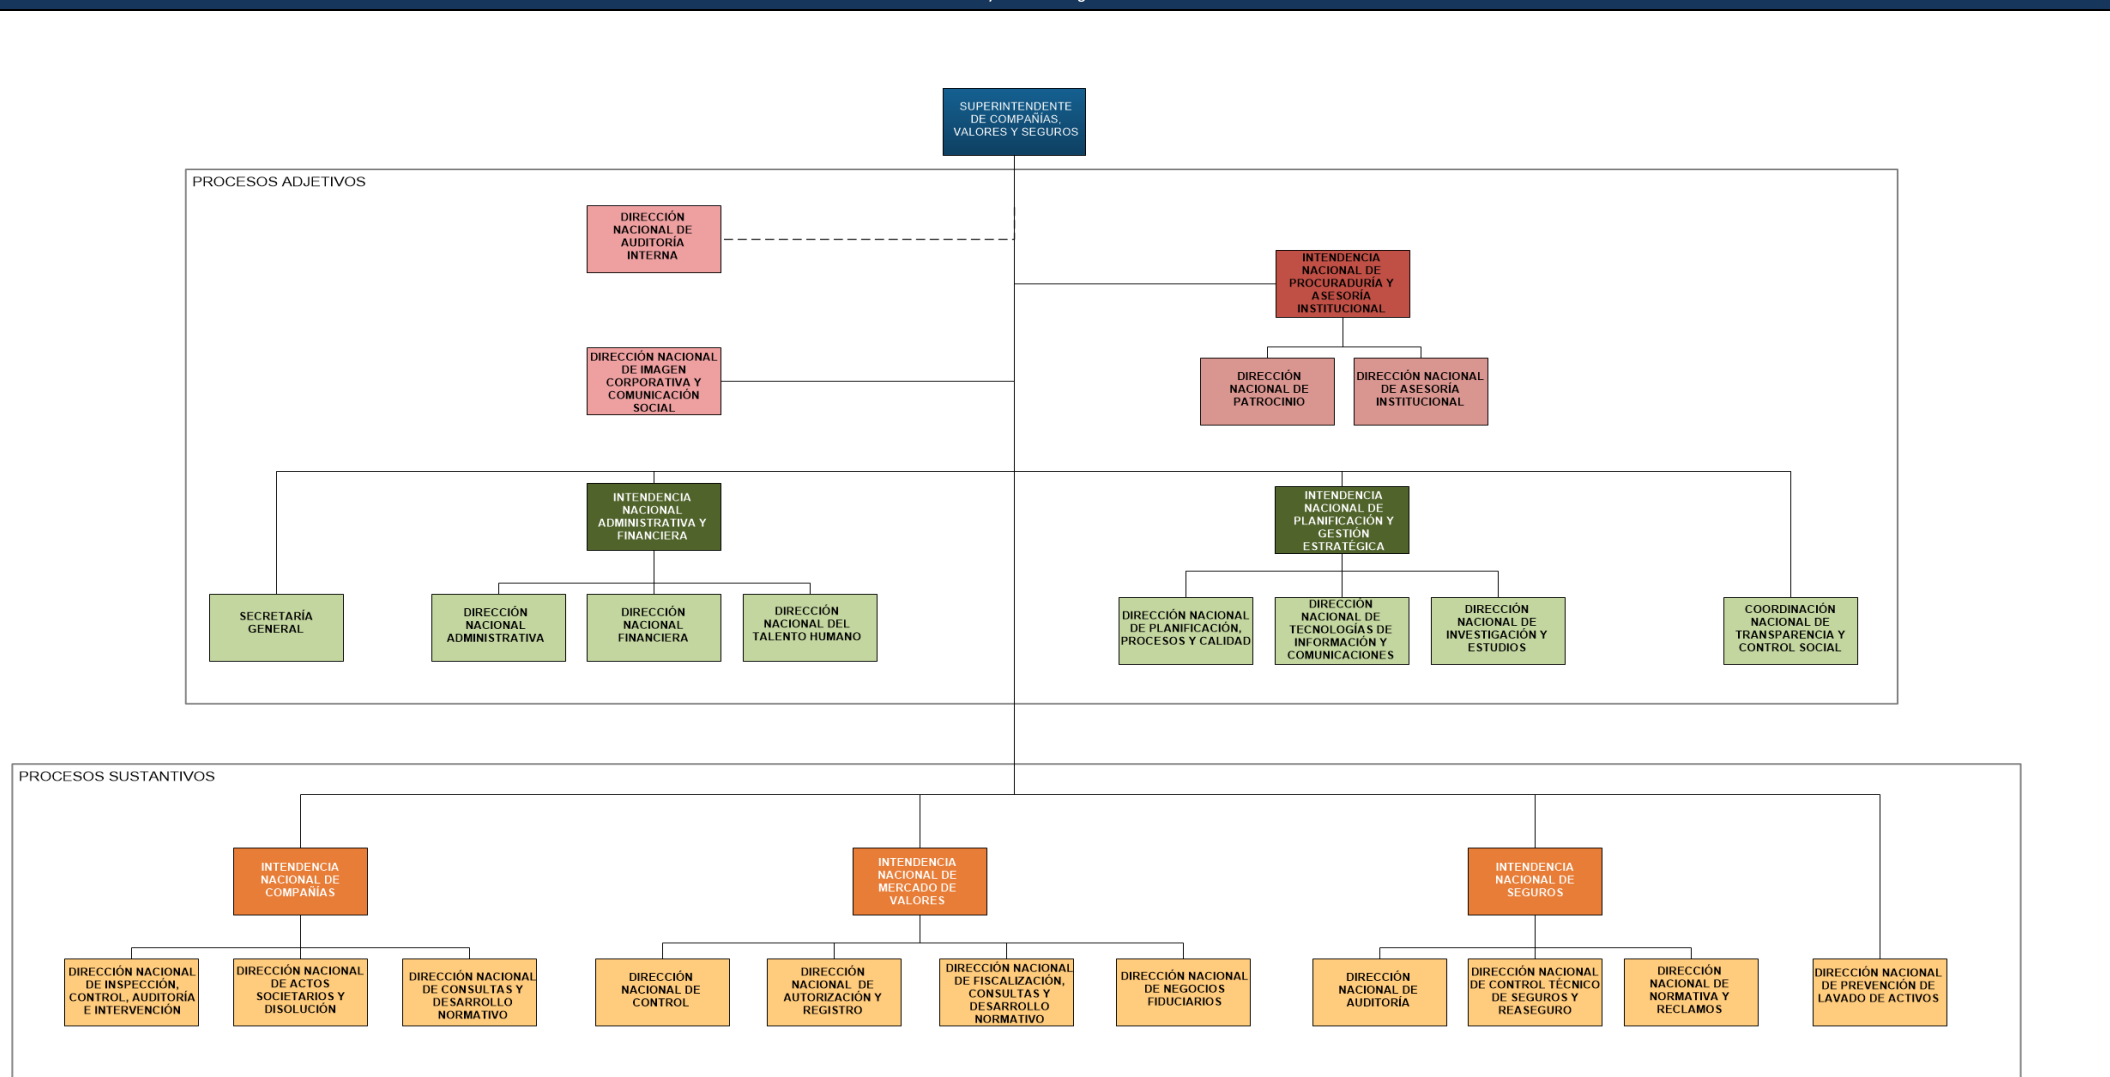 SUPERINTENDENTE
DE COMPAÑÍAS,
VALORES Y SEGUROS
PROCESOS ADJETIVOS
DIRECCIÓN
NACIONAL DE
AUDITORÍA
INTERNA
INTENDENCIA
NACIONAL DE
PROCURADURÍA Y
ASESORÍA
INSTITUCIONAL
DIRECCIÓN NACIONAL
DE IMAGEN
CORPORATIVA Y
COMUNICACIÓN
SOCIAL
DIRECCIÓN
NACIONAL DE
PATROCINIO
DIRECCIÓN NACIONAL
DE ASESORÍA
INSTITUCIONAL
INTENDENCIA
NACIONAL
ADMINISTRATIVA Y
FINANCIERA
INTENDENCIA
NACIONAL DE
PLANIFICACIÓN Y
GESTIÓN
ESTRATÉGICA
SECRETARÍA
GENERAL
DIRECCIÓN
NACIONAL
ADMINISTRATIVA
DIRECCIÓN
NACIONAL
FINANCIERA
DIRECCIÓN
NACIONAL DEL
TALENTO HUMANO
DIRECCIÓN NACIONAL
DE PLANIFICACIÓN,
PROCESOS Y CALIDAD
DIRECCIÓN
NACIONAL DE
TECNOLOGÍAS DE
INFORMACIÓN Y
COMUNICACIONES
DIRECCIÓN
NACIONAL DE
INVESTIGACIÓN Y
ESTUDIOS
COORDINACIÓN
NACIONAL DE
TRANSPARENCIA Y
CONTROL SOCIAL
PROCESOS SUSTANTIVOS
INTENDENCIA
NACIONAL DE
COMPAÑÍAS
INTENDENCIA
NACIONAL DE
MERCADO DE
VALORES
INTENDENCIA
NACIONAL DE
SEGUROS
DIRECCIÓN NACIONAL
DE INSPECCIÓN,
CONTROL, AUDITORÍA
E INTERVENCIÓN
DIRECCIÓN NACIONAL
DE ACTOS
SOCIETARIOS Y
DISOLUCIÓN
DIRECCIÓN NACIONAL
DE CONSULTAS Y
DESARROLLO
NORMATIVO
DIRECCIÓN
NACIONAL DE
CONTROL
DIRECCIÓN
NACIONAL DE
AUTORIZACIÓN Y
REGISTRO
DIRECCIÓN NACIONAL
DE FISCALIZACIÓN,
CONSULTAS Y
DESARROLLO
NORMATIVO
DIRECCIÓN NACIONAL
DE NEGOCIOS
FIDUCIARIOS
DIRECCIÓN
NACIONAL DE
AUDITORÍA
DIRECCIÓN NACIONAL
DE CONTROL TÉCNICO
DE SEGUROS Y
REASEGURO
DIRECCIÓN
NACIONAL DE
NORMATIVA Y
RECLAMOS
DIRECCIÓN NACIONAL
DE PREVENCIÓN DE
LAVADO DE ACTIVOS